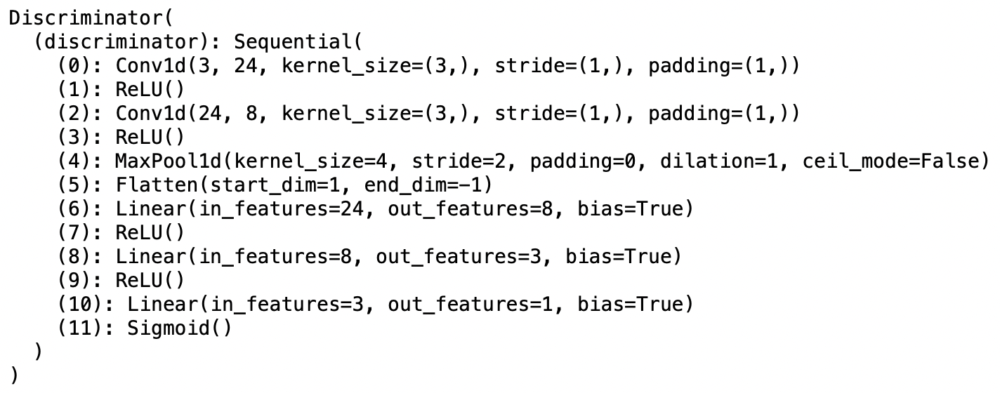 Discriminator(
  (discriminator): Sequential(
    (0): Conv1d(3, 24, kernel_size=(3,), stride=(1,), padding=(1,))
    (1): ReLU()
    (2): Conv1d(24, 8, kernel_size=(3,), stride=(1,), padding=(1,))
    (3): ReLU()
    (4): MaxPool1d(kernel_size=4, stride=2, padding=0, dilation=1, ceil_mode=False)
    (5): Flatten(start_dim=1, end_dim=-1)
    (6): Linear(in_features=24, out_features=8, bias=True)
    (7): ReLU()
    (8): Linear(in_features=8, out_features=3, bias=True)
    (9): ReLU()
    (10): Linear(in_features=3, out_features=1, bias=True)
    (11): Sigmoid()
  )
)